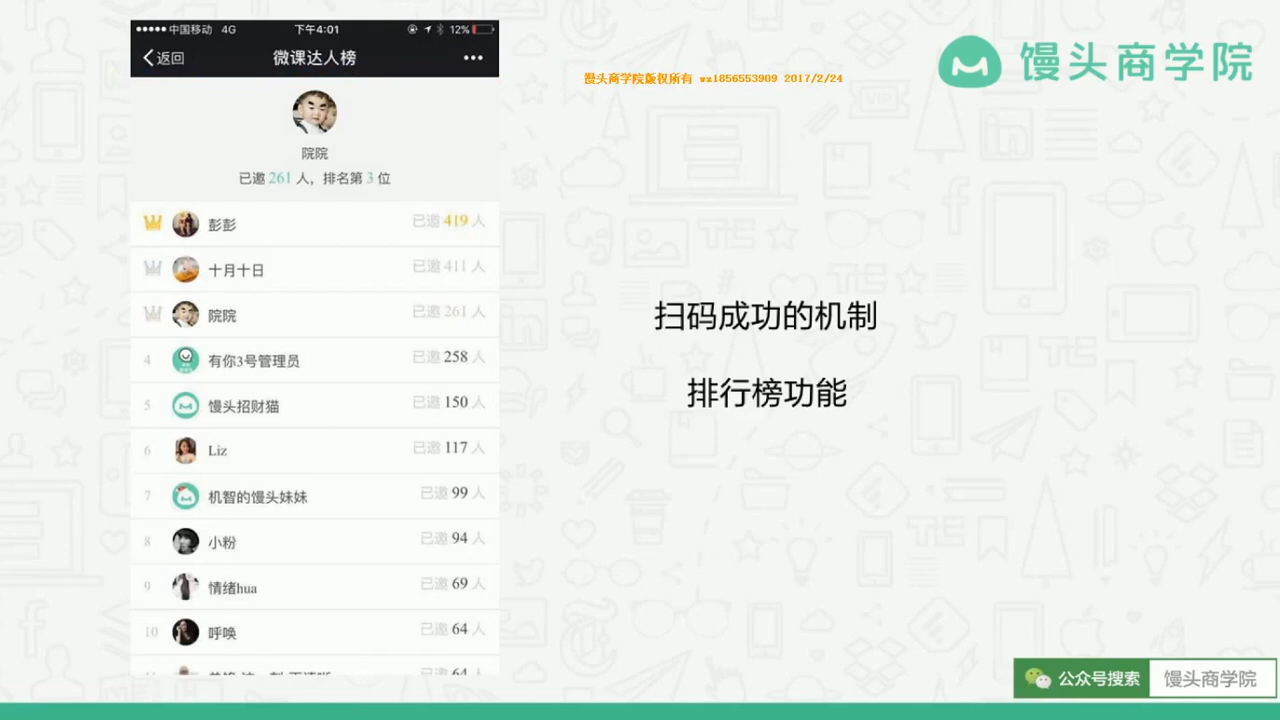 中国移动 4G 下午4:01 12%
返回 微课达人榜
院院
已邀 261 人，排名第 3 位
彭彭 已邀 419 人
十月十日 已邀 411 人
院院 已邀 261 人
4 有你3号管理员 已邀 258 人
5 馒头招财猫 已邀 150 人
6 Liz 已邀 117 人
7 机智的馒头妹妹 已邀 99 人
8 小粉 已邀 94 人
9 情绪hua 已邀 69 人
10 呼唤 已邀 64 人
已邀 64 人
馒头商学院版权所有 wx1856553909 2017/2/24
馒头商学院
扫码成功的机制
排行榜功能
公众号搜索 馒头商学院